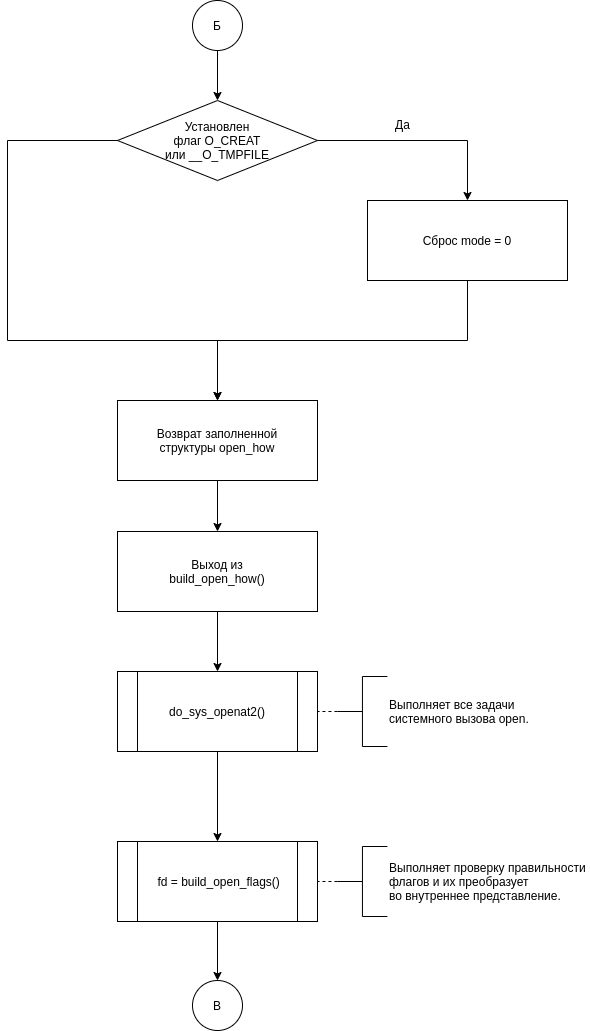 Б
Установлен
флаг O_CREAT
или __O_TMPFILE
Да
Сброс mode = 0
Возврат заполненной
структуры open_how
Выход из
build_open_how()
do_sys_openat2()
Выполняет все задачи
системного вызова open.
fd = build_open_flags()
Выполняет проверку правильности
флагов и их преобразует
во внутреннее представление.
В